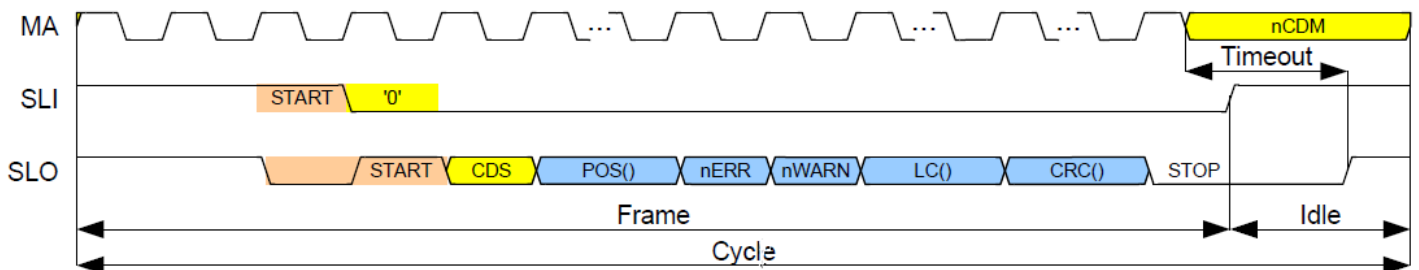 MA ... ... ... nCDM
Timeout
SLI START '0'
SLO START CDS POS() nERR nWARN LC() CRC() STOP
Frame Idle
Cycle